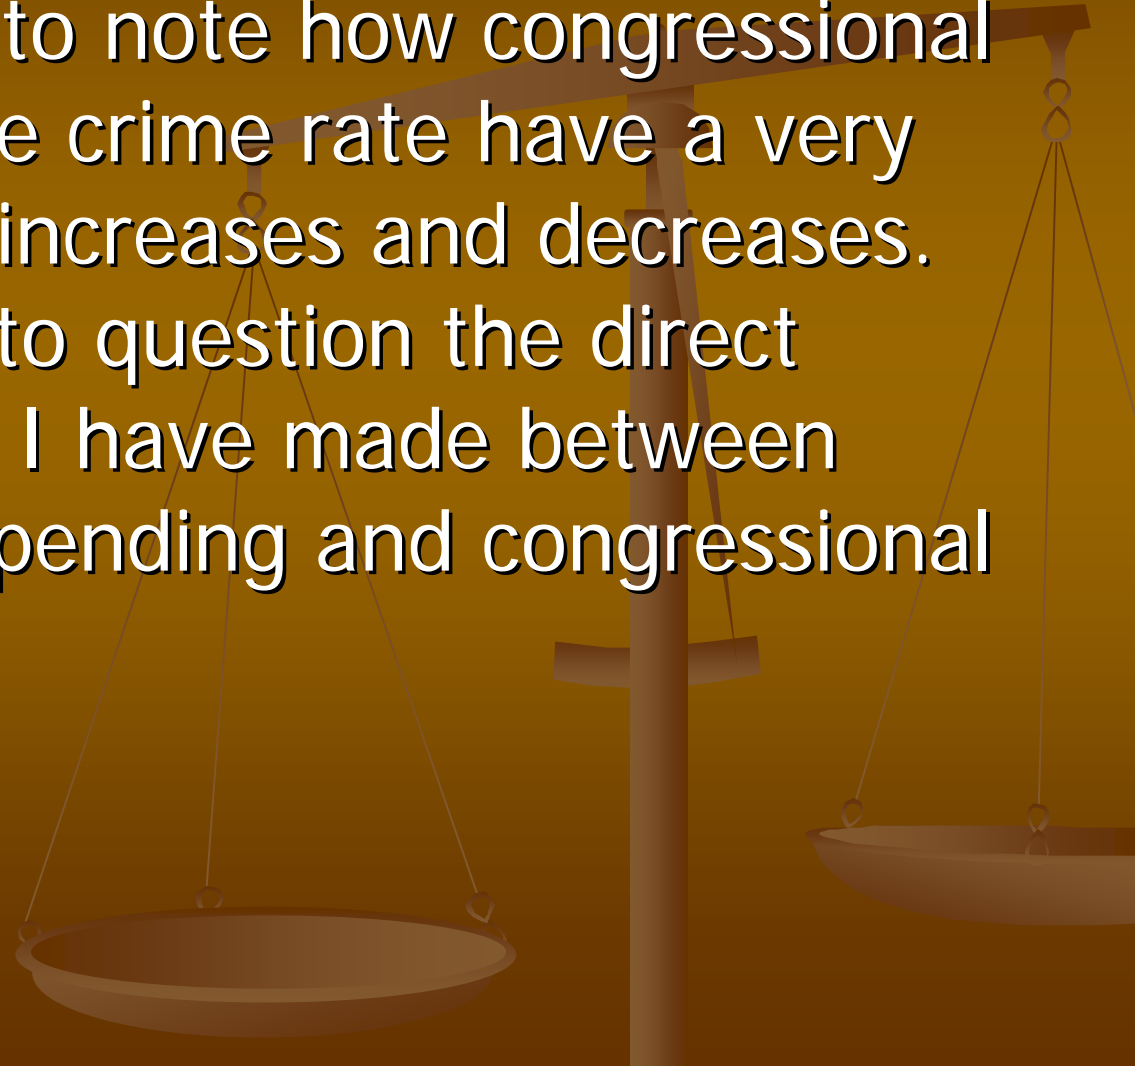 to note how congressional
e crime rate have a very
increases and decreases.
to question the direct
I have made between
pending and congressional